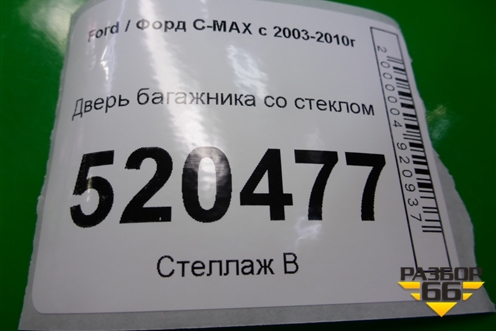 Ford / Форд C-MAX с 2003-2010г
Дверь багажника со стеклом
520477
Стеллаж В
2000004920937
РАЗБОР
66